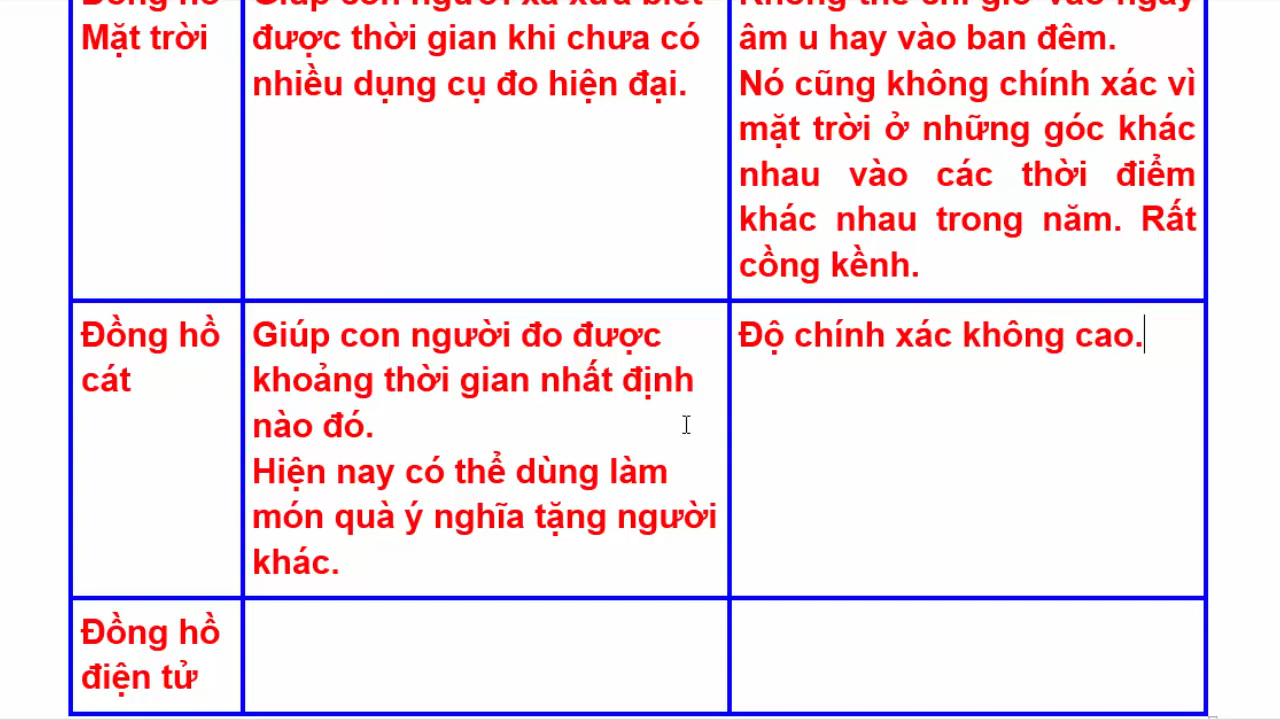 Mặt trời
được thời gian khi chưa có
nhiều dụng cụ đo hiện đại.
âm u hay vào ban đêm.
Nó cũng không chính xác vì
mặt trời ở những góc khác
nhau vào các thời điểm
khác nhau trong năm. Rất
cồng kềnh.
Đồng hồ
cát
Giúp con người đo được
khoảng thời gian nhất định
nào đó.
Hiện nay có thể dùng làm
món quà ý nghĩa tặng người
khác.
Độ chính xác không cao.
Đồng hồ
điện tử